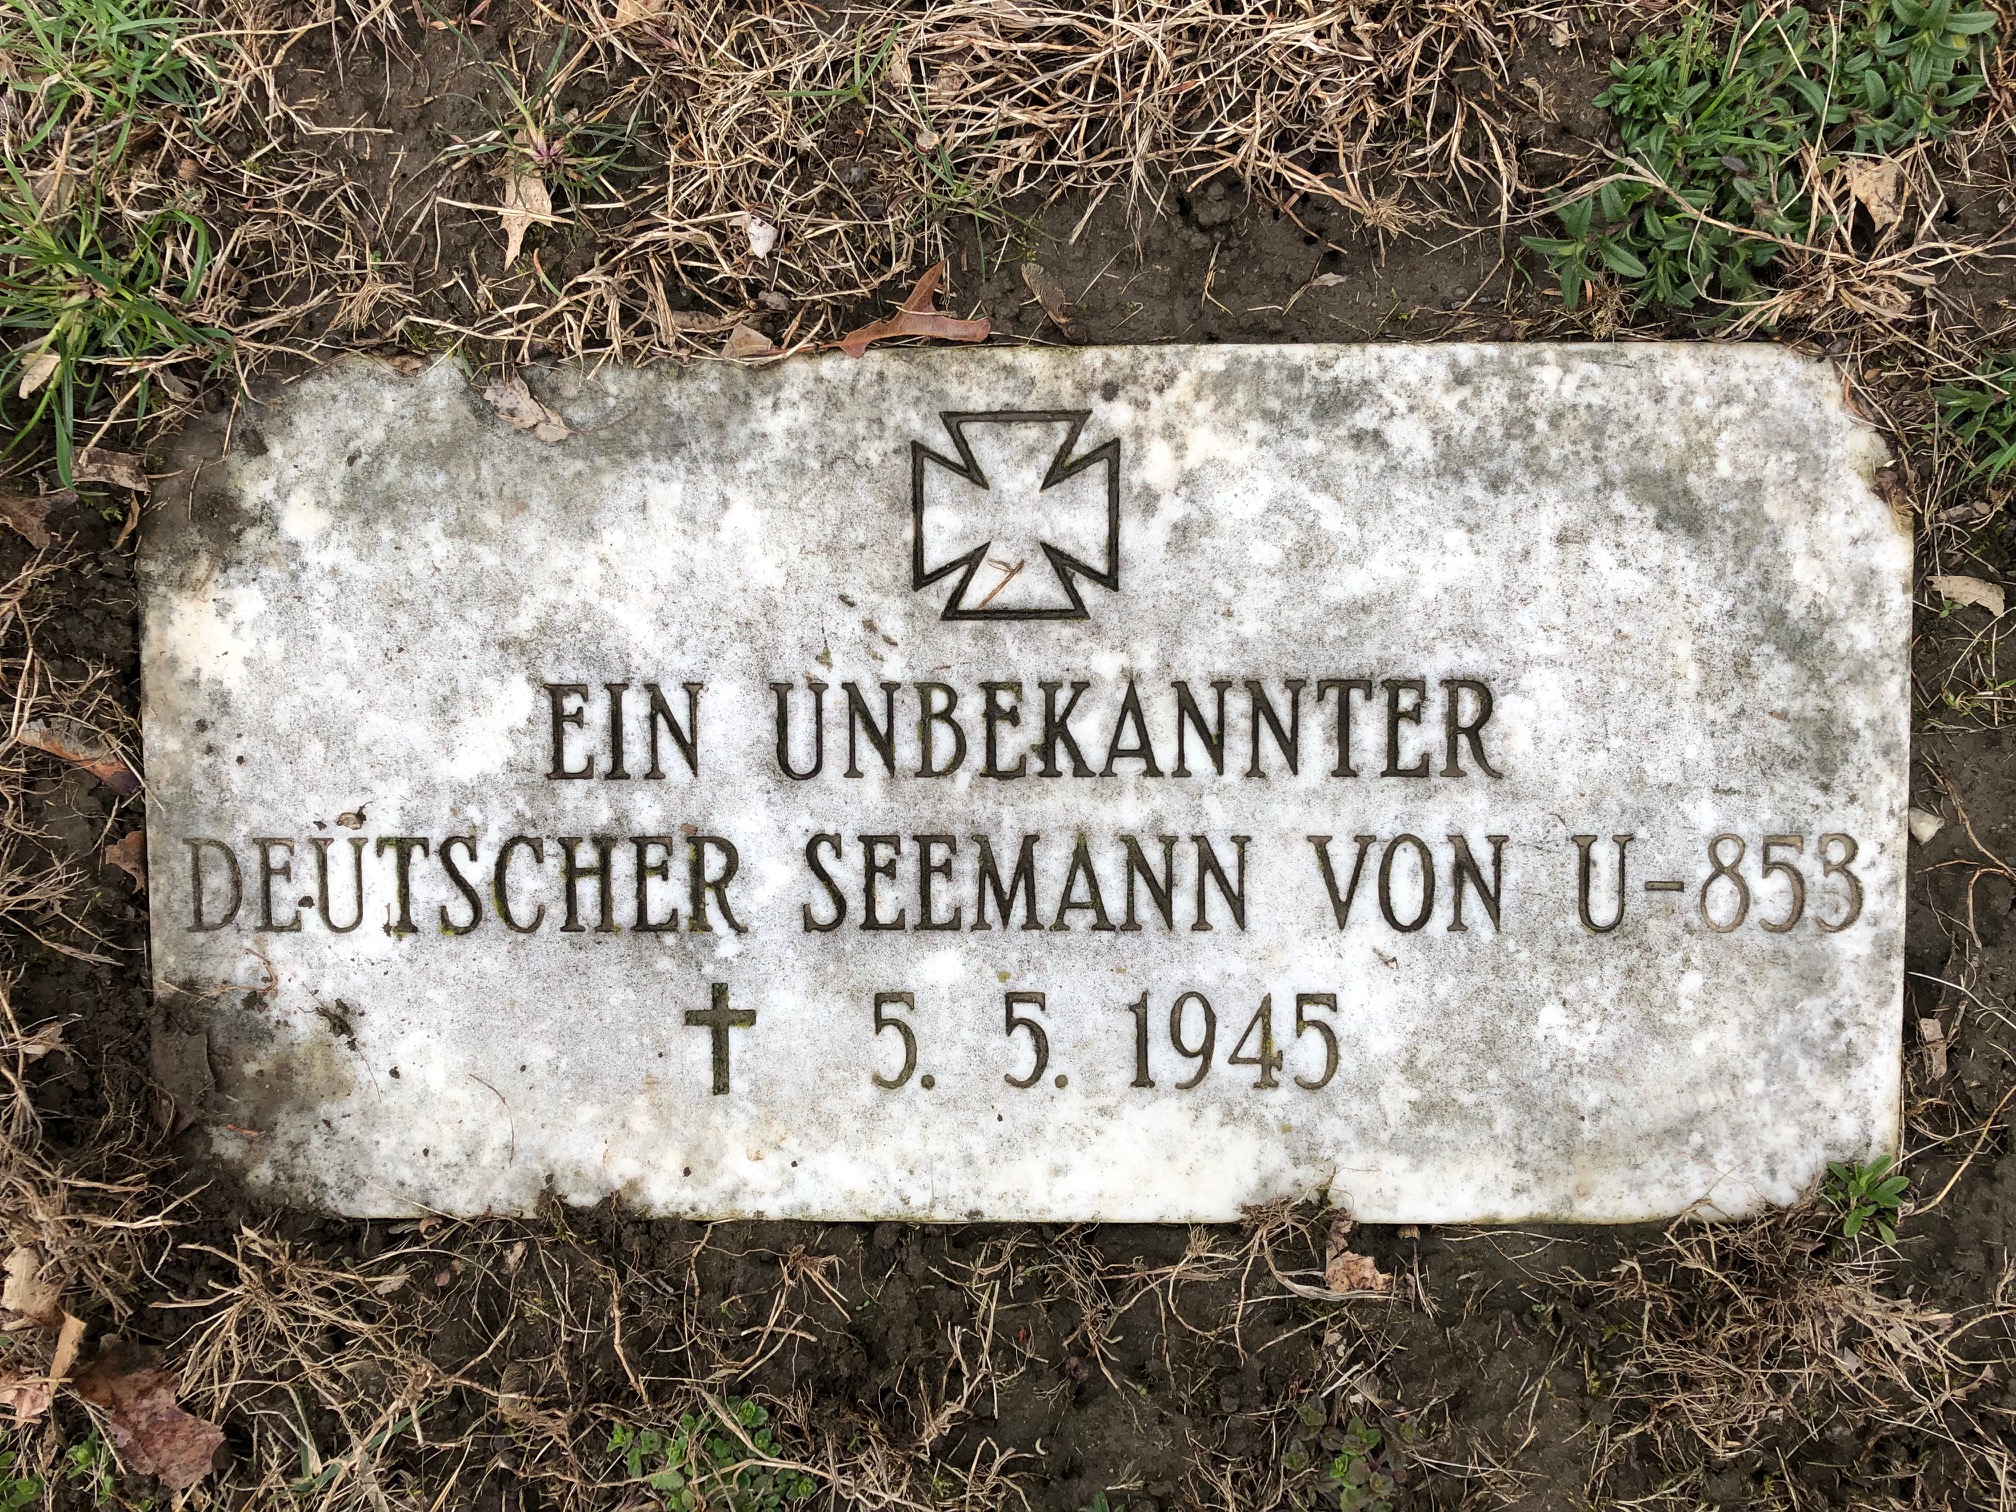 EIN UNBEKANNTER
DEUTSCHER SEEMANN VON U-853
† 5. 5. 1945